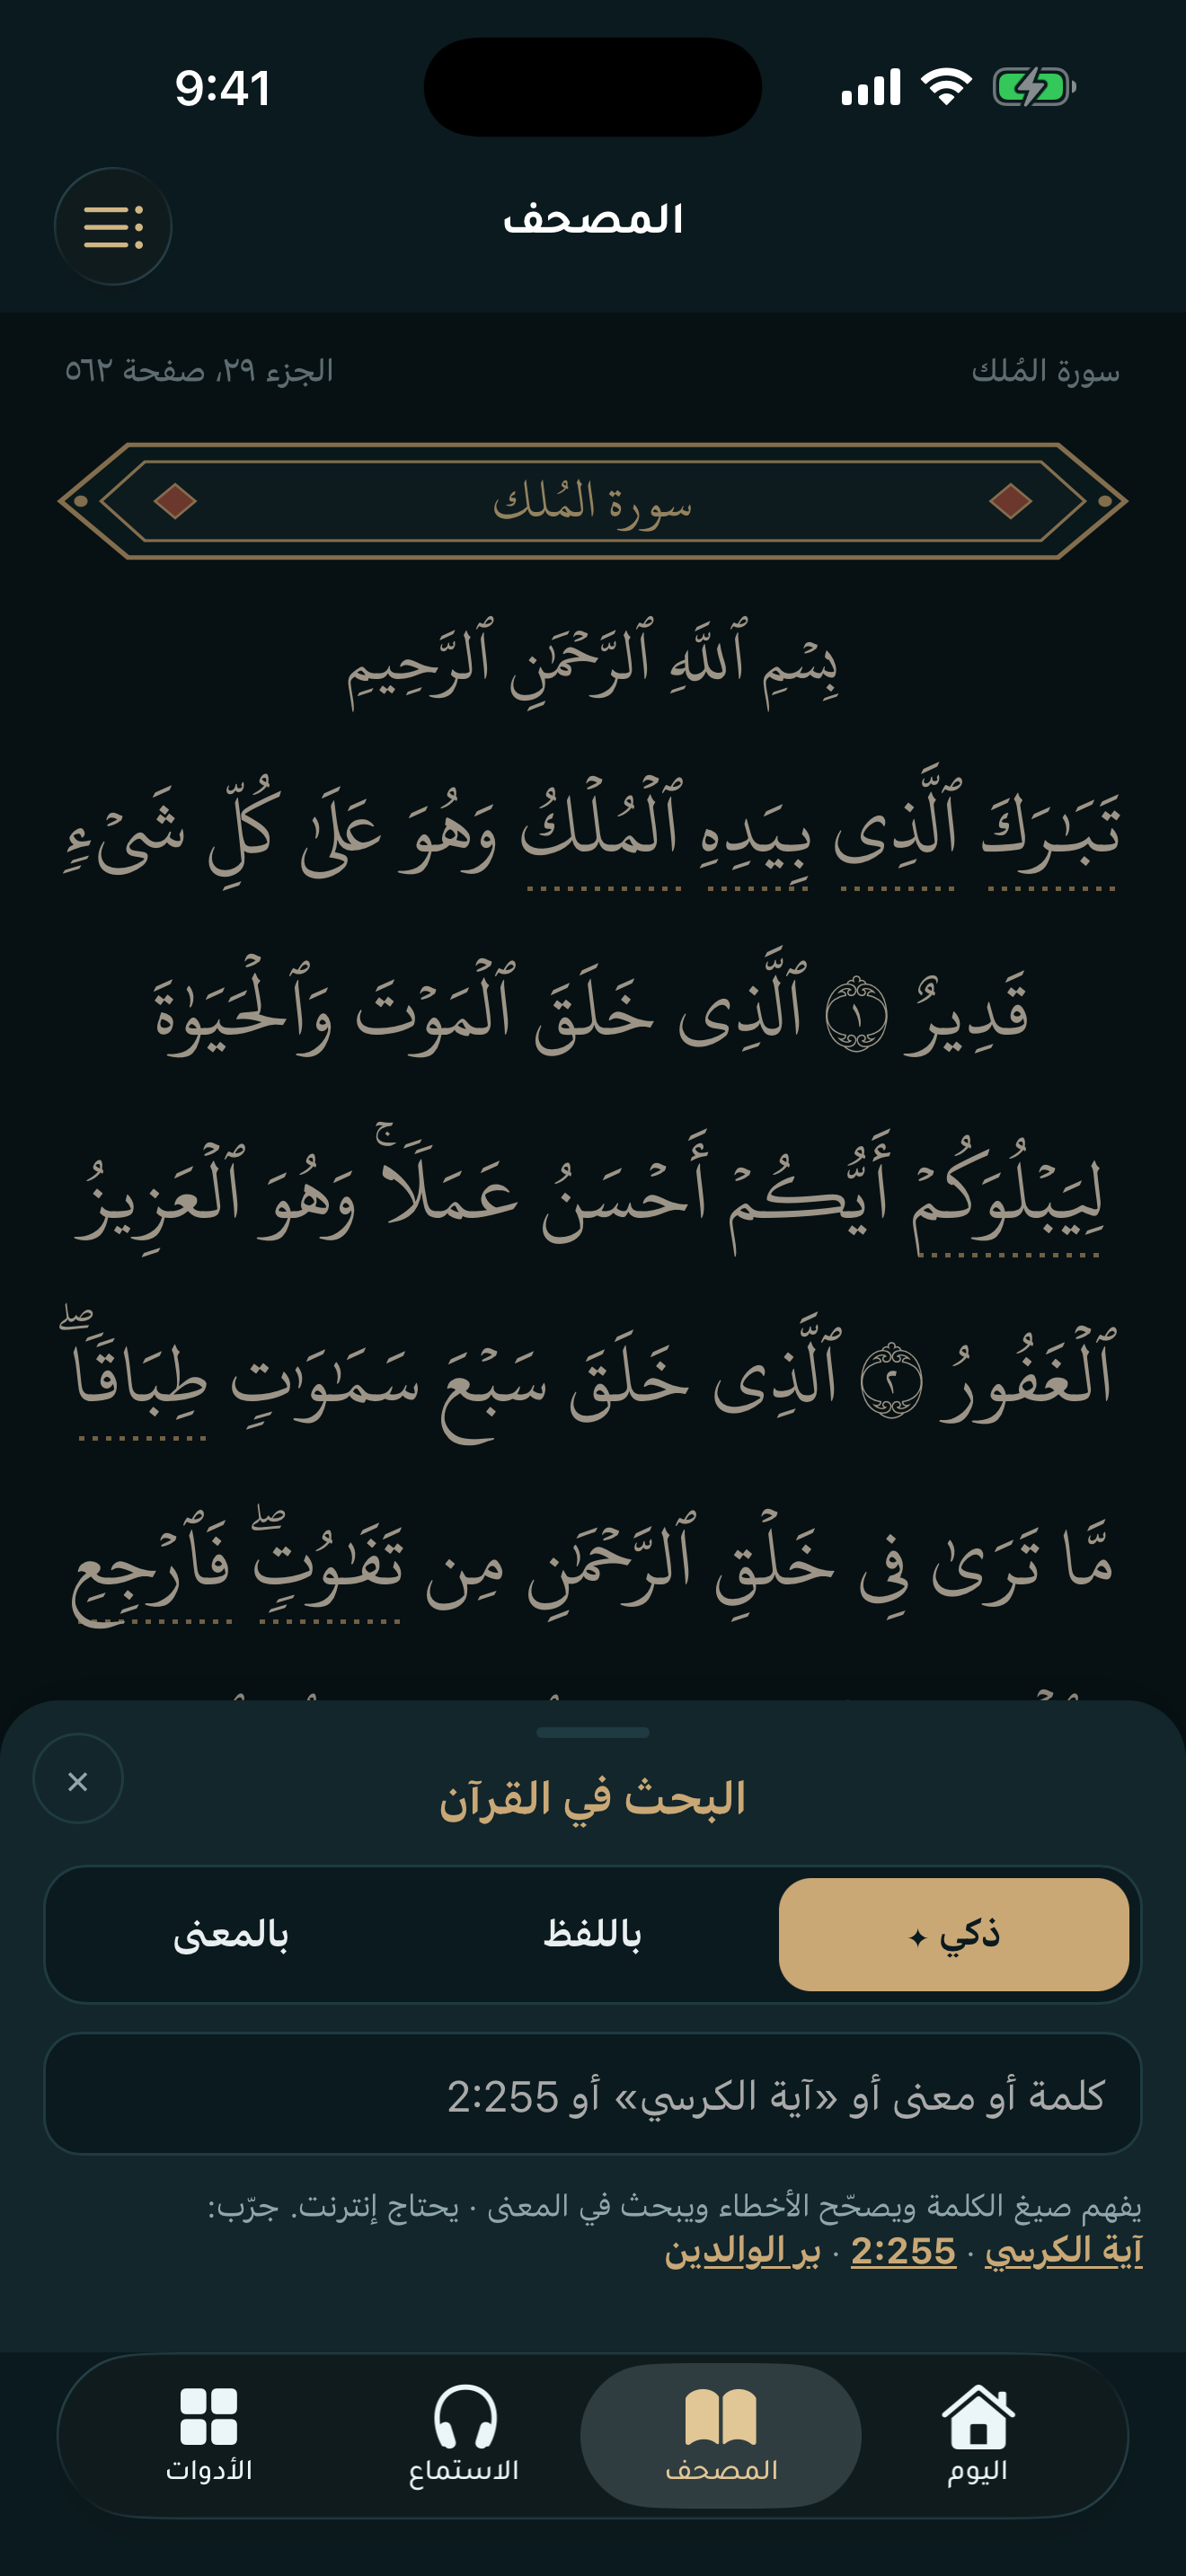 9:41
المصحف
سورة المُلك
الجزء ٢٩، صفحة ٥٦٢
سورة المُلك
بِسۡمِ ٱللَّهِ ٱلرَّحۡمَٰنِ ٱلرَّحِيمِ
تَبَٰرَكَ ٱلَّذِى بِيَدِهِ ٱلۡمُلۡكُ وَهُوَ عَلَىٰ كُلِّ شَىۡءٍ
قَدِيرٌ ١ ٱلَّذِى خَلَقَ ٱلۡمَوۡتَ وَٱلۡحَيَوٰةَ
لِيَبۡلُوَكُمۡ أَيُّكُمۡ أَحۡسَنُ عَمَلٗاۚ وَهُوَ ٱلۡعَزِيزُ
ٱلۡغَفُورُ ٢ ٱلَّذِى خَلَقَ سَبۡعَ سَمَٰوَٰتٖ طِبَاقٗاۖ
مَّا تَرَىٰ فِى خَلۡقِ ٱلرَّحۡمَٰنِ مِن تَفَٰوُتٖۖ فَٱرۡجِعِ
×
البحث في القرآن
ذكي ✦
باللفظ
بالمعنى
كلمة أو معنى أو «آية الكرسي» أو 2:255
يفهم صيغ الكلمة ويصحّح الأخطاء ويبحث في المعنى · يحتاج إنترنت. جرّب:
آية الكرسي · 2:255 · بر الوالدين
اليوم
المصحف
الاستماع
الأدوات